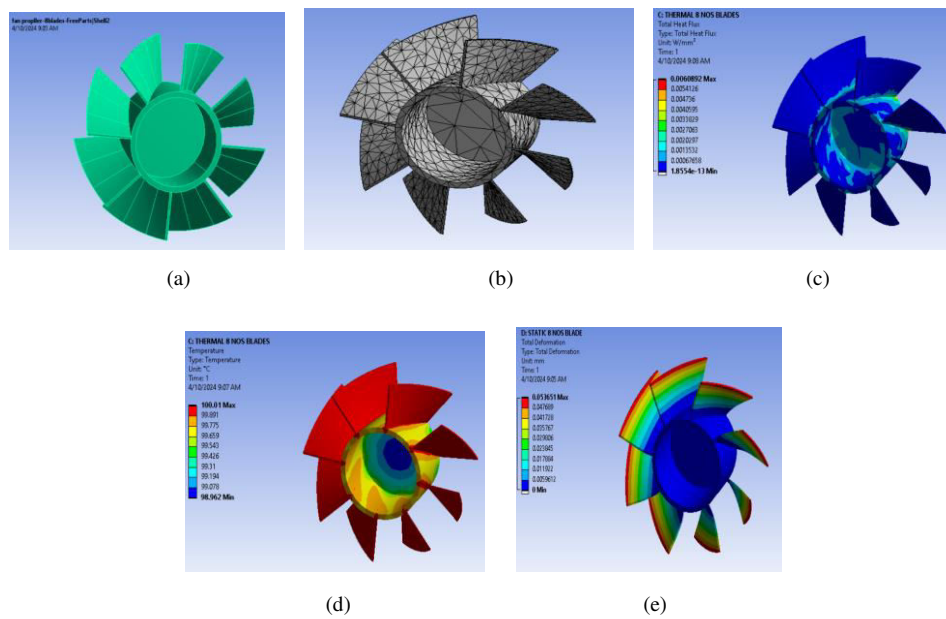 fan propller-8blades-FreeParts|Shell2
4/10/2024 9:05 AM
(a)
(b)
C: THERMAL 8 NOS BLADES
Total Heat Flux
Type: Total Heat Flux
Unit: W/mm²
Time: 1
4/10/2024 9:08 AM
0.0060892 Max
0.0054126
0.004736
0.0040595
0.0033829
0.0027063
0.0020297
0.0013532
0.00067658
1.8554e-13 Min
(c)
C: THERMAL 8 NOS BLADES
Temperature
Type: Temperature
Unit: °C
Time: 1
4/10/2024 9:07 AM
100.01 Max
99.891
99.775
99.659
99.543
99.426
99.31
99.194
99.078
98.962 Min
(d)
D: STATIC 8 NOS BLADE
Total Deformation
Type: Total Deformation
Unit: mm
Time: 1
4/10/2024 9:05 AM
0.053651 Max
0.047689
0.041728
0.035767
0.029806
0.023845
0.017884
0.011922
0.0059612
0 Min
(e)